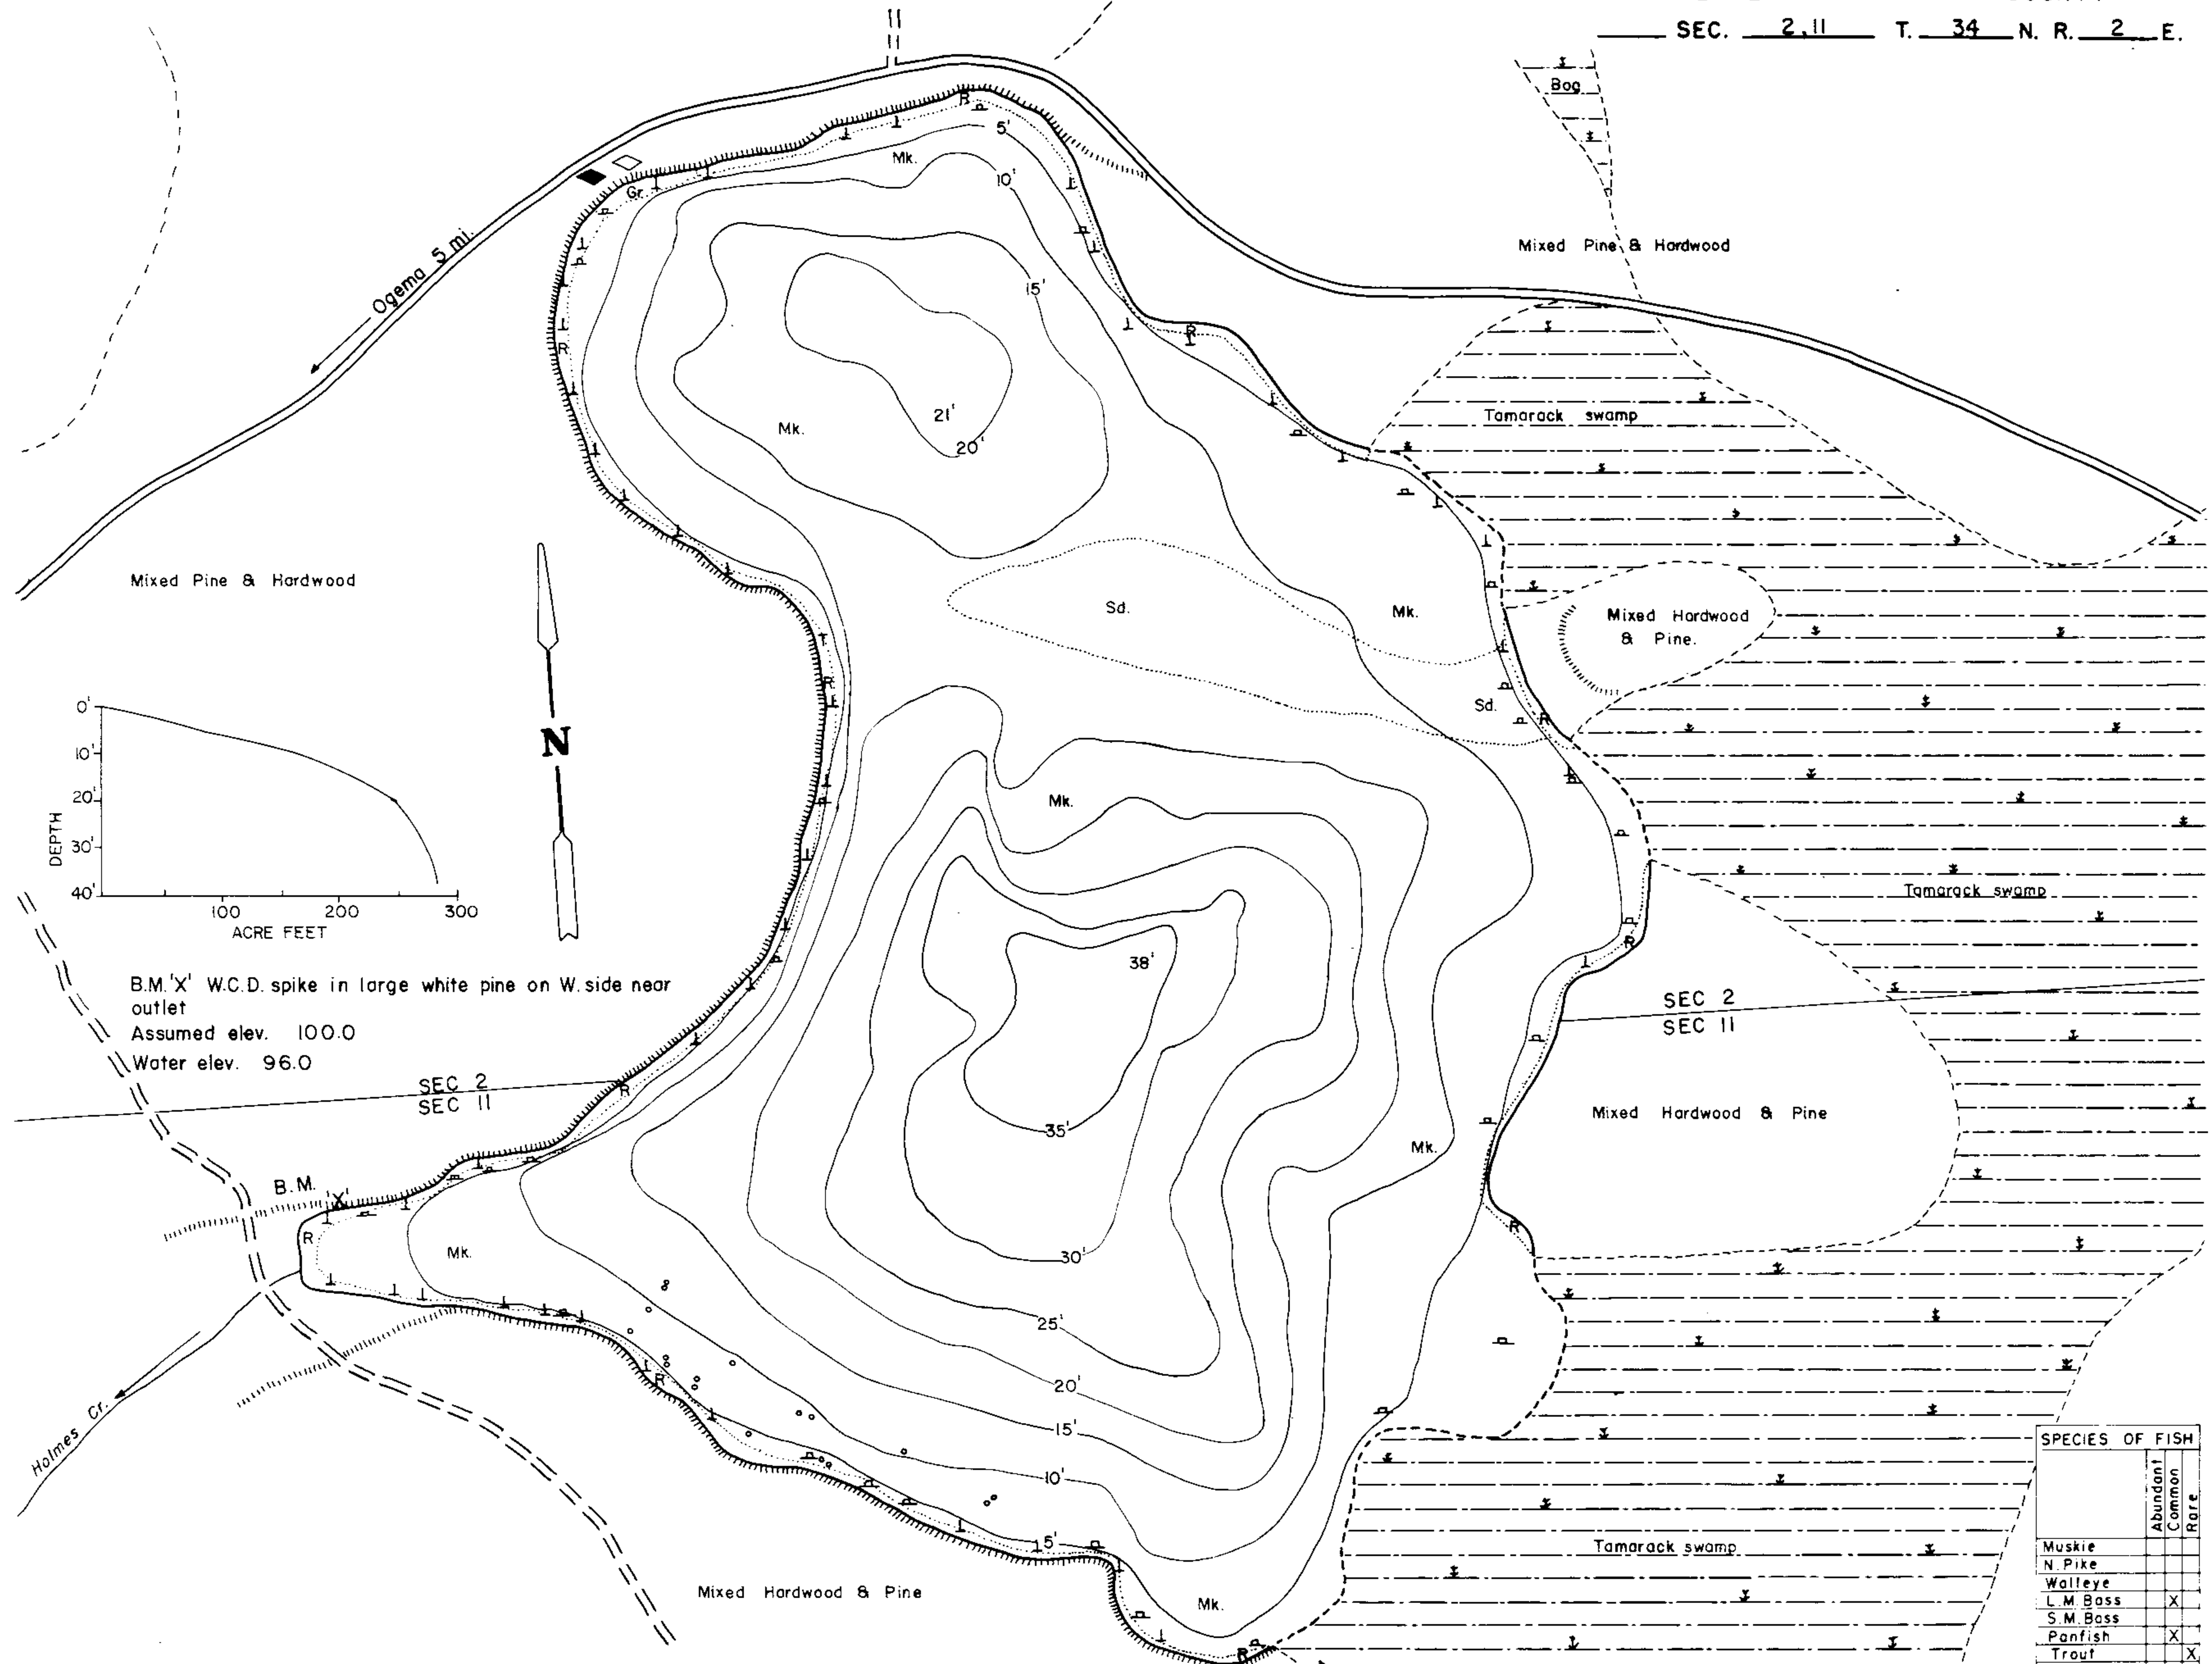 SEC. 2,11 T. 34 N. R. 2 E.
Bog
R
5'
Mk.
10'
Gr.
Ogema 5 mi.
Mixed Pine & Hardwood
15'
R
R
Tamarack swamp
21'
20'
Mk.
Mixed Pine & Hardwood
Sd.
Mk.
Mixed Hardwood
& Pine.
R
Sd.
R
N
0'
10'
20'
30'
40'
DEPTH
100 200 300
ACRE FEET
Mk.
Tamarack swamp
R
38'
B.M. 'X' W.C.D. spike in large white pine on W. side near
outlet
Assumed elev. 100.0
Water elev. 96.0
SEC 2
SEC 11
SEC 2
SEC 11
R
Mixed Hardwood & Pine
35'
Mk.
B.M. 'X'
R
R
Mk.
30'
25'
R
20'
15'
Holmes Cr.
10'
5'
Tamarack swamp
Mixed Hardwood & Pine
Mk.
R
SPECIES OF FISH
Abundant
Common
Rare
Muskie
N. Pike
Walleye
L.M. Bass X
S.M. Bass
Panfish X
Trout X